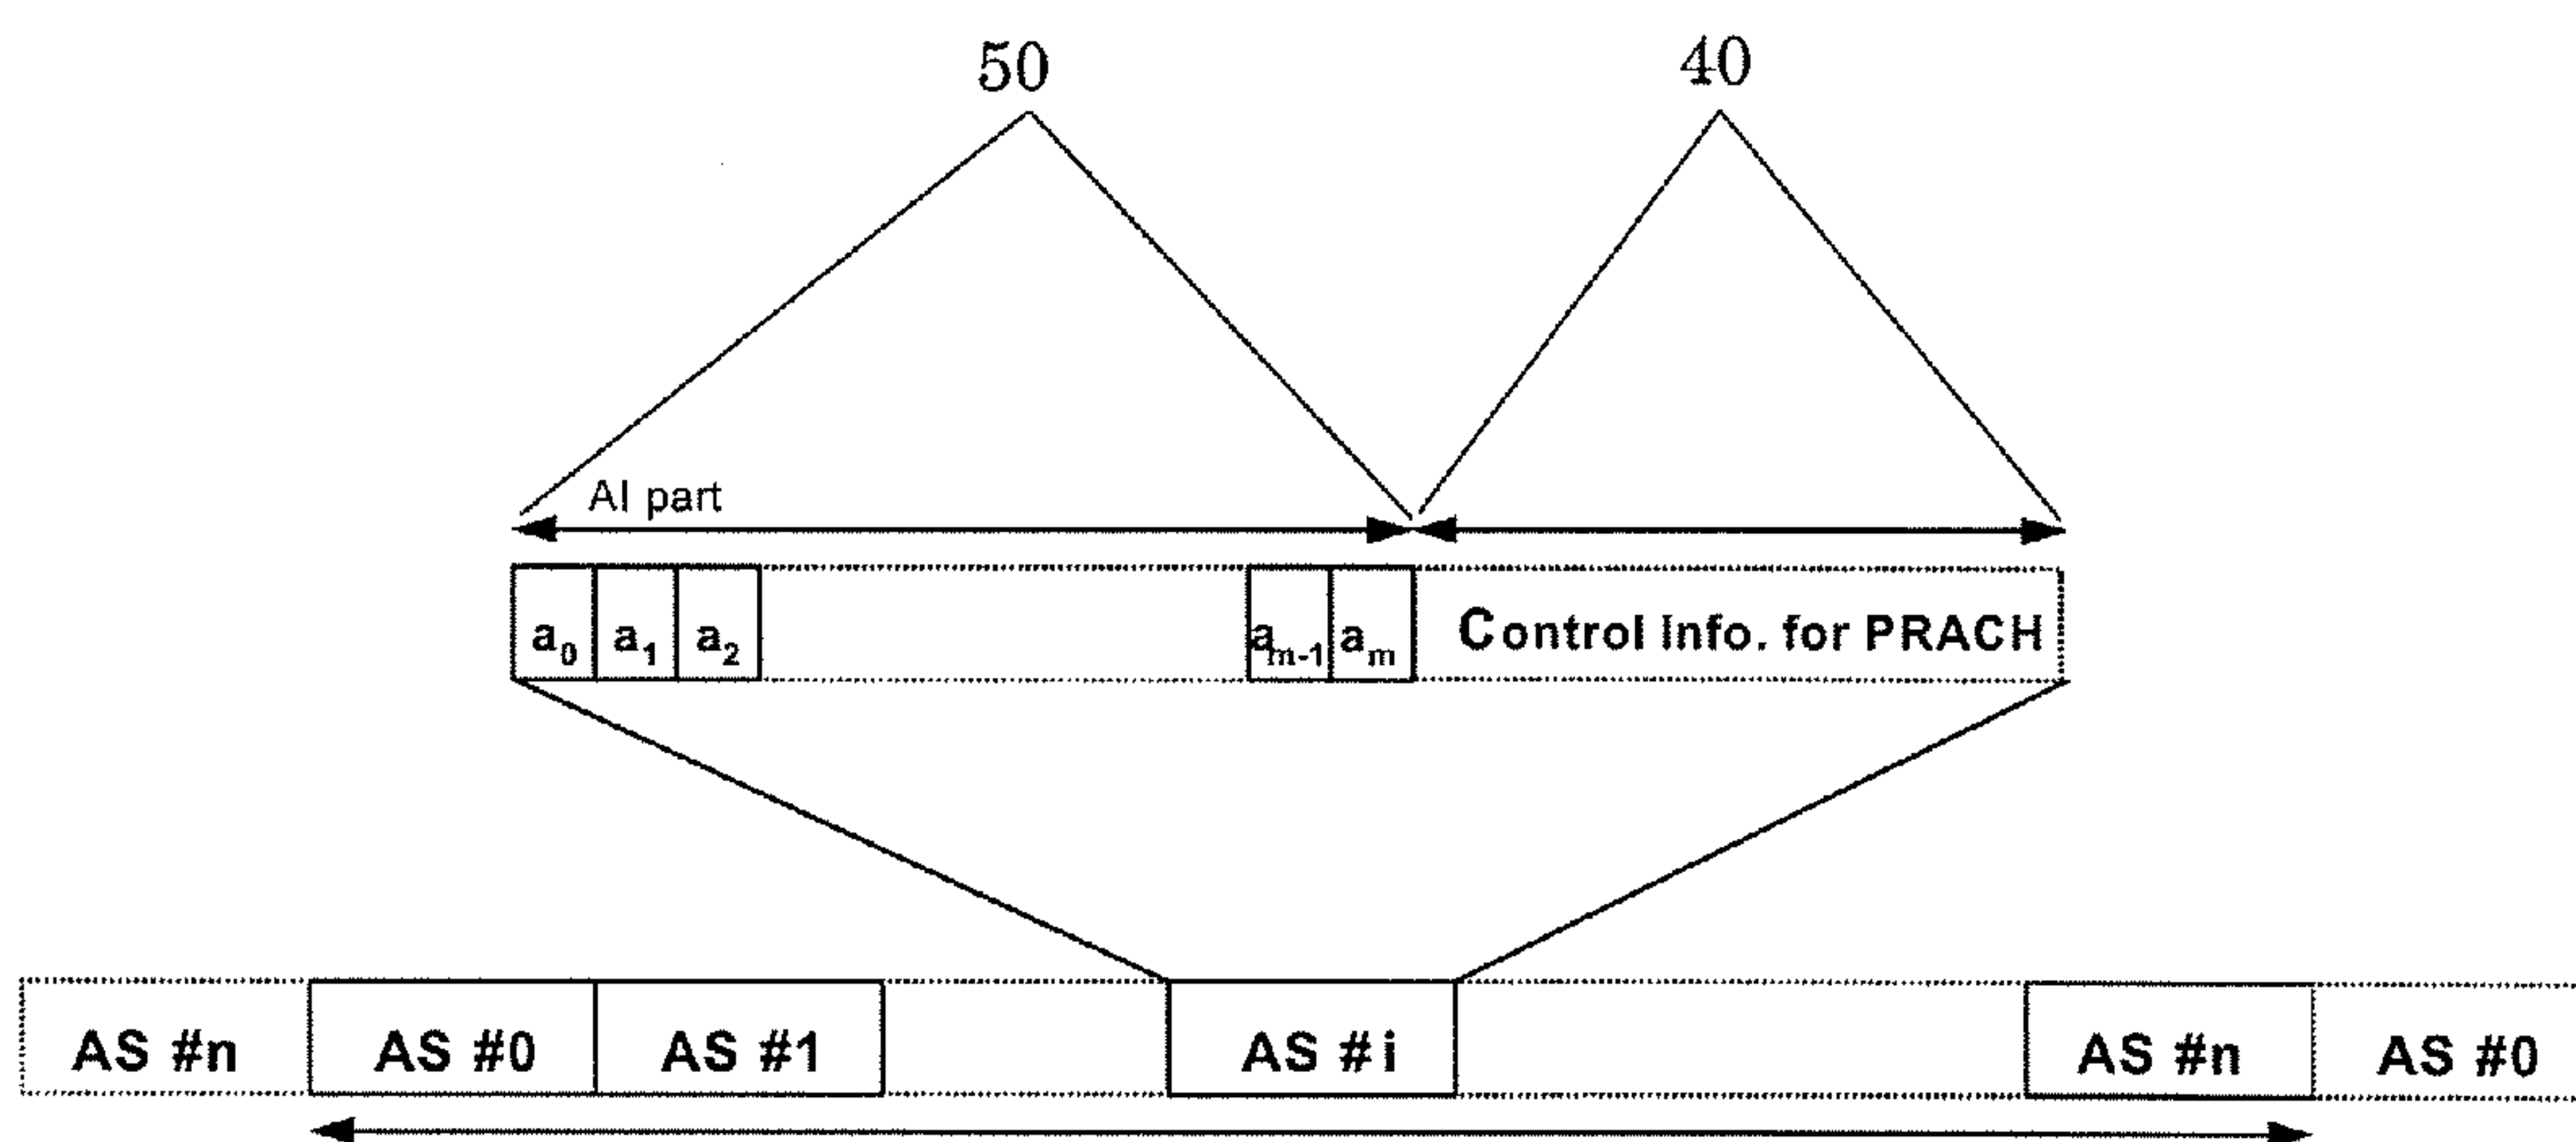 50 40
AI part
a0 a1 a2 am-1 am Control Info. for PRACH
AS #n AS #0 AS #1 AS #i AS #n AS #0